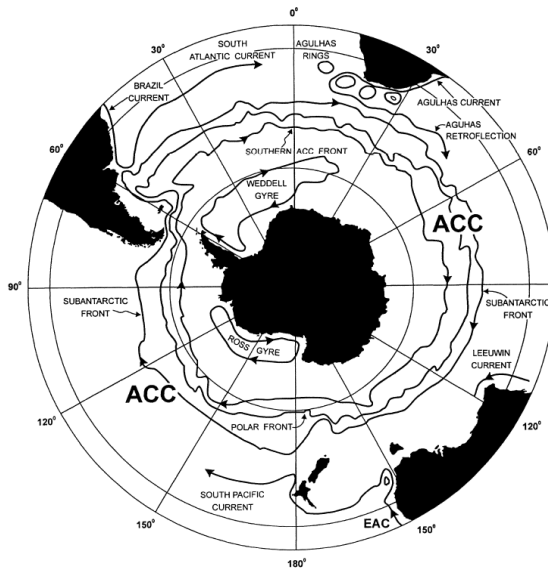 0°
SOUTH
ATLANTIC CURRENT
AGULHAS
RINGS
30°
30°
BRAZIL
CURRENT
AGULHAS CURRENT
AGUHAS
RETROFLECTION
60°
60°
SOUTHERN ACC FRONT
WEDDELL
GYRE
ACC
90°
90°
SUBANTARCTIC
FRONT
SUBANTARCTIC
FRONT
ROSS
GYRE
LEEUWIN
CURRENT
ACC
120°
120°
POLAR FRONT
SOUTH PACIFIC
CURRENT
EAC
150°
150°
180°